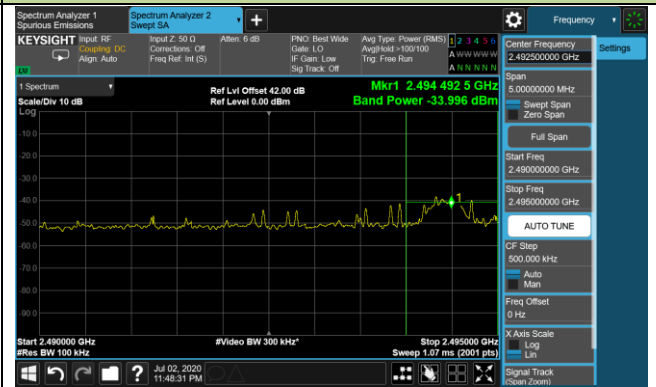 Spectrum Analyzer 1
Spurious Emissions
Spectrum Analyzer 2
Swept SA
+
Frequency
KEYSIGHT
Input: RF
Coupling: DC
Align: Auto
Input Z: 50 Ω
Corrections: Off
Freq Ref: Int (S)
Atten: 6 dB
PNO: Best Wide
Gate: LO
IF Gain: Low
Sig Track: Off
Avg Type: Power (RMS)
Avg|Hold:>100/100
Trig: Free Run
1 2 3 4 5 6
A W W W W W
A N N N N N
1 Spectrum
Scale/Div 10 dB
Log
Ref Lvl Offset 42.00 dB
Ref Level 0.00 dBm
Mkr1 2.494 492 5 GHz
Band Power -33.996 dBm
-10.0
-20.0
-30.0
-40.0
-50.0
-60.0
-70.0
-80.0
-90.0
1
Start 2.490000 GHz
#Res BW 100 kHz
#Video BW 300 kHz*
Stop 2.495000 GHz
Sweep 1.07 ms (2001 pts)
Jul 02, 2020
11:48:31 PM
Center Frequency
2.492500000 GHz
Settings
Span
5.00000000 MHz
Swept Span
Zero Span
Full Span
Start Freq
2.490000000 GHz
Stop Freq
2.495000000 GHz
AUTO TUNE
CF Step
500.000 kHz
Auto
Man
Freq Offset
0 Hz
X Axis Scale
Log
Lin
Signal Track
(Span Zoom)